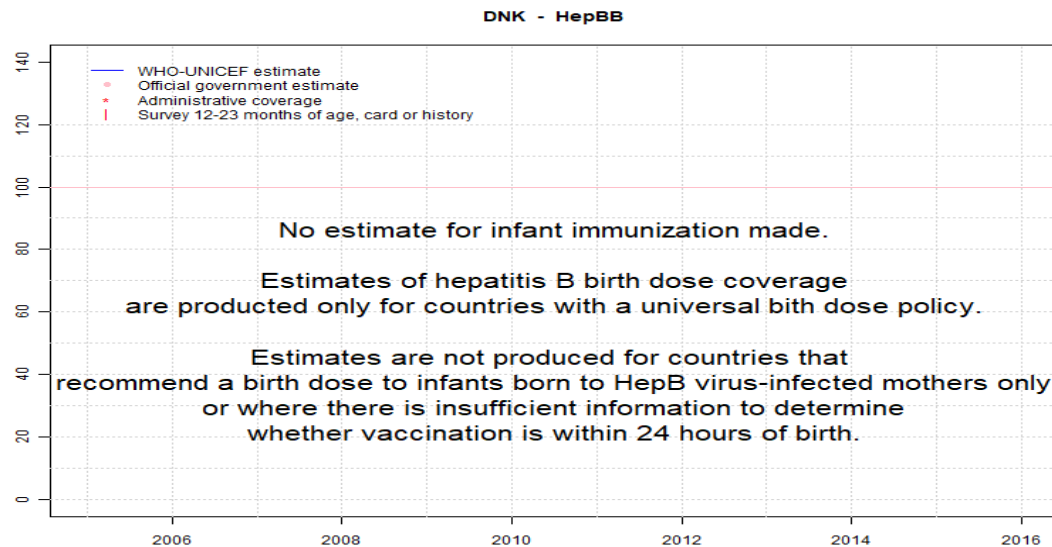 DNK - HepBB
140
120
100
80
60
40
20
0
WHO-UNICEF estimate
Official government estimate
Administrative coverage
Survey 12-23 months of age, card or history
No estimate for infant immunization made.
Estimates of hepatitis B birth dose coverage
are producted only for countries with a universal bith dose policy.
Estimates are not produced for countries that
recommend a birth dose to infants born to HepB virus-infected mothers only
or where there is insufficient information to determine
whether vaccination is within 24 hours of birth.
2006 2008 2010 2012 2014 2016